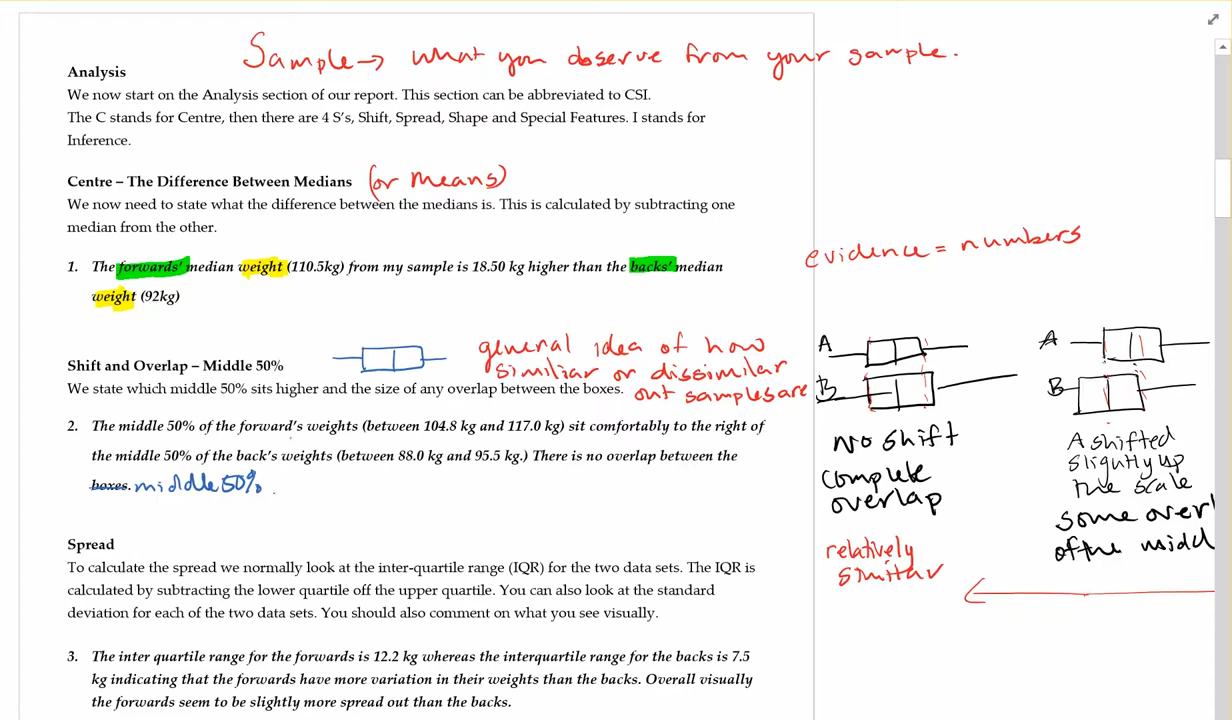 Sample → what you observe from your sample.
Analysis
We now start on the Analysis section of our report. This section can be abbreviated to CSI.
The C stands for Centre, then there are 4 S's, Shift, Spread, Shape and Special Features. I stands for
Inference.
Centre – The Difference Between Medians (or means)
We now need to state what the difference between the medians is. This is calculated by subtracting one
median from the other.
evidence = numbers
1. The forwards' median weight (110.5kg) from my sample is 18.50 kg higher than the backs' median
weight (92kg)
general idea of how
similiar or dissimilar
out samples are
Shift and Overlap – Middle 50%
We state which middle 50% sits higher and the size of any overlap between the boxes.
2. The middle 50% of the forward's weights (between 104.8 kg and 117.0 kg) sit comfortably to the right of
the middle 50% of the back's weights (between 88.0 kg and 95.5 kg.) There is no overlap between the
boxes. middle 50%.
A
B
No shift
complete
overlap
relatively
similar
A
B
A shifted
slightly up
the scale
some overl
of the midd
Spread
To calculate the spread we normally look at the inter-quartile range (IQR) for the two data sets. The IQR is
calculated by subtracting the lower quartile off the upper quartile. You can also look at the standard
deviation for each of the two data sets. You should also comment on what you see visually.
3. The inter quartile range for the forwards is 12.2 kg whereas the interquartile range for the backs is 7.5
kg indicating that the forwards have more variation in their weights than the backs. Overall visually
the forwards seem to be slightly more spread out than the backs.